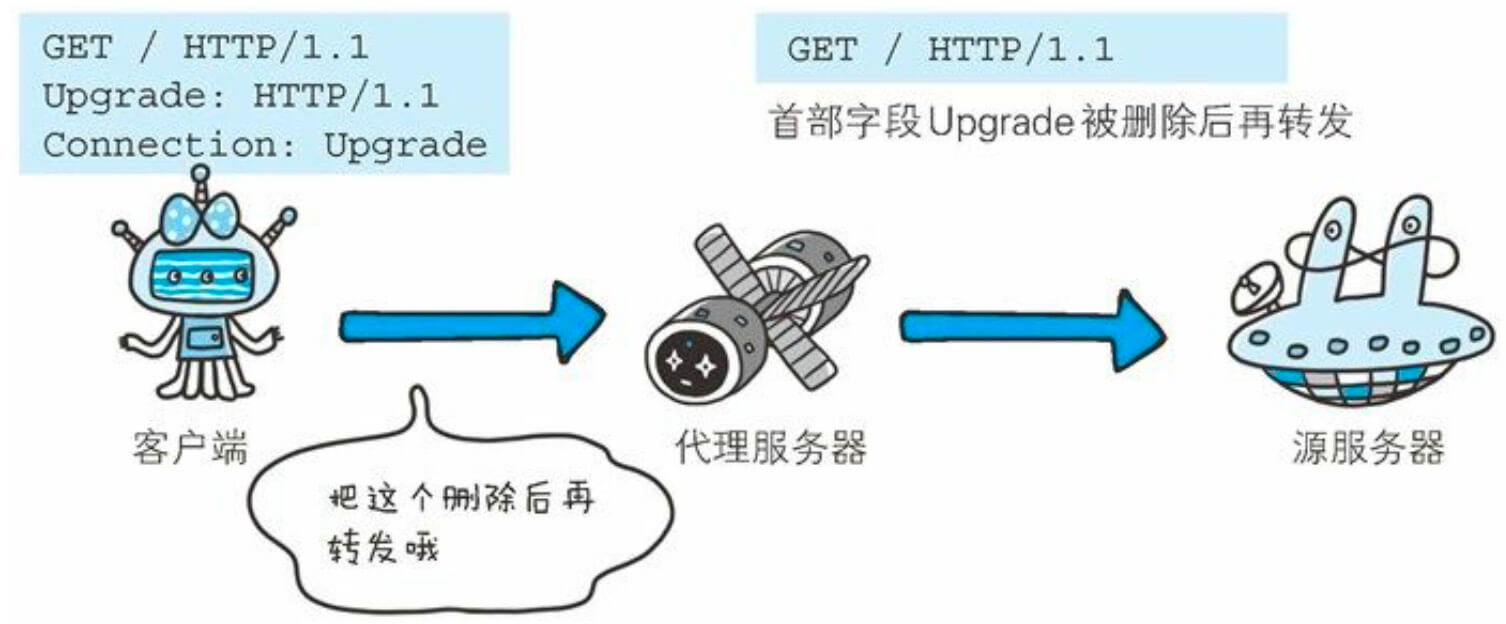 GET / HTTP/1.1
Upgrade: HTTP/1.1
Connection: Upgrade
GET / HTTP/1.1
首部字段Upgrade被删除后再转发
客户端
代理服务器
源服务器
把这个删除后再
转发哦